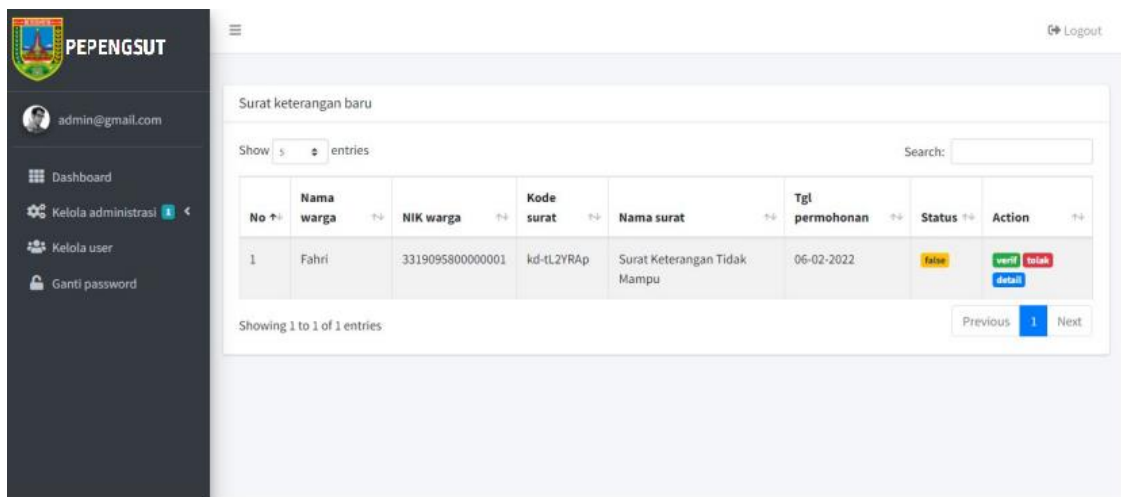 PEPENGSUT
Logout
admin@gmail.com
Dashboard
Kelola administrasi 1
Kelola user
Ganti password
Surat keterangan baru
Show 5 entries
Search:
No Nama warga NIK warga Kode surat Nama surat Tgl permohonan Status Action
1 Fahri 3319095800000001 kd-tL2YRAp Surat Keterangan Tidak Mampu 06-02-2022 false verif tolak detail
Showing 1 to 1 of 1 entries
Previous 1 Next